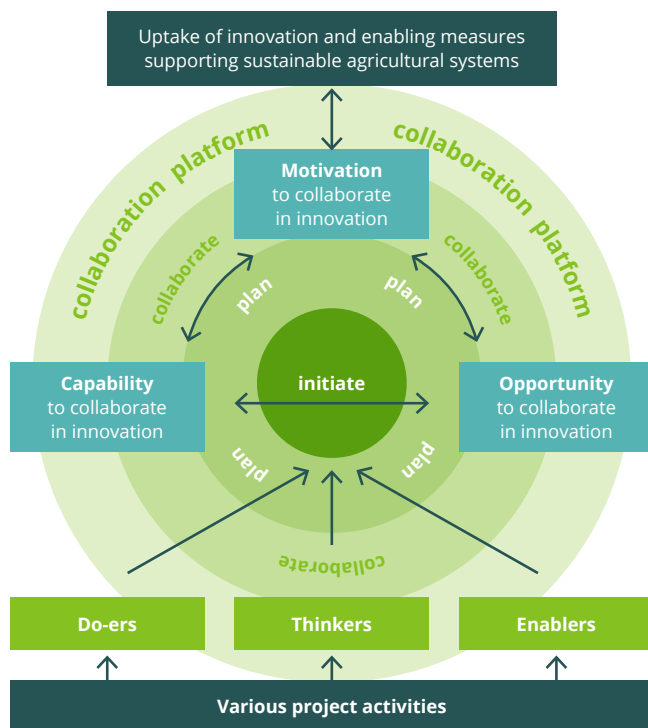 Uptake of innovation and enabling measures
supporting sustainable agricultural systems
collaboration platform
collaboration platform
Motivation
to collaborate
in innovation
collaborate
collaborate
plan
plan
Capability
to collaborate
in innovation
initiate
Opportunity
to collaborate
in innovation
plan
plan
collaborate
Do-ers
Thinkers
Enablers
Various project activities